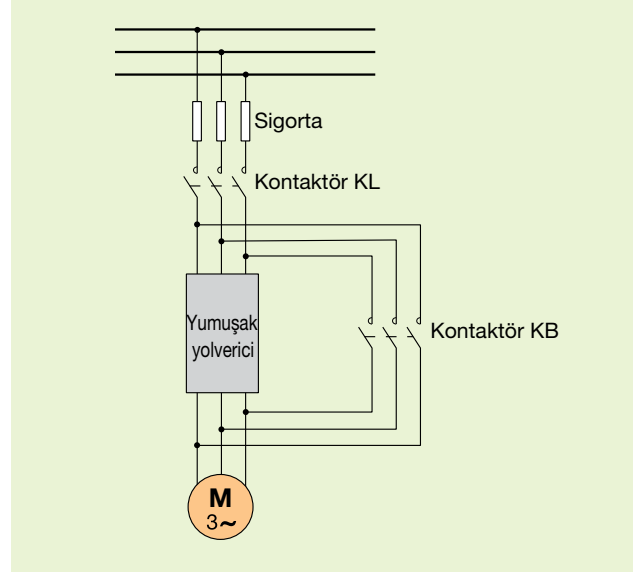 Sigorta
Kontaktör KL
Yumuşak
yolverici
Kontaktör KB
M
3~